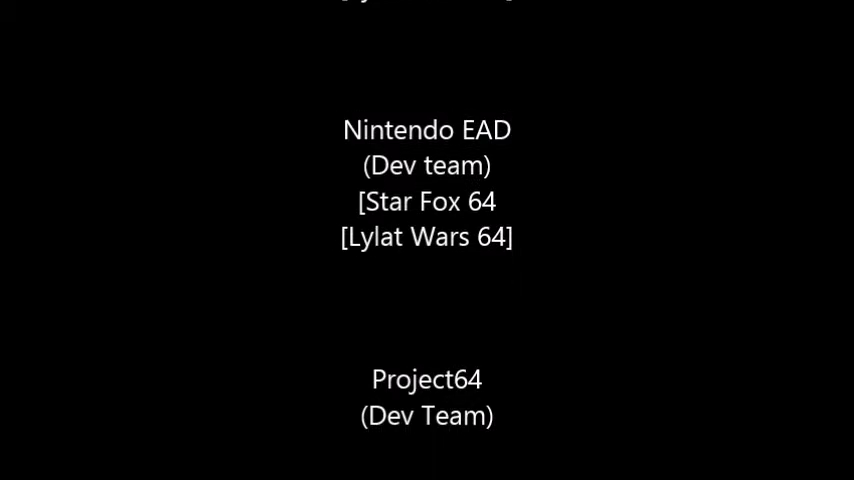 Nintendo EAD
(Dev team)
[Star Fox 64
[Lylat Wars 64]
Project64
(Dev Team)